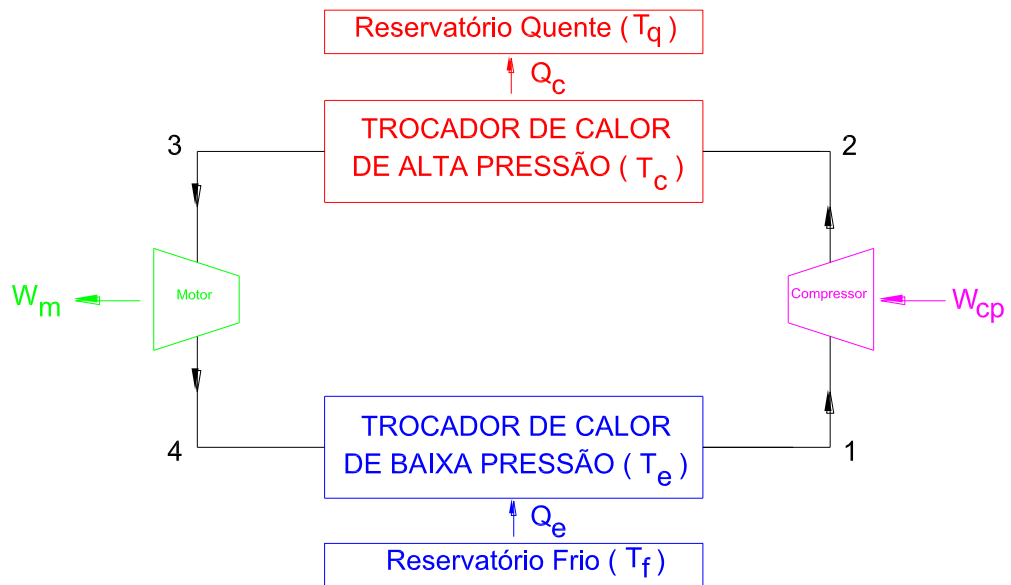 Reservatório Quente ( Tq )
Qc
TROCADOR DE CALOR
DE ALTA PRESSÃO ( Tc )
3
2
Wm
Motor
Compressor
Wcp
4
1
TROCADOR DE CALOR
DE BAIXA PRESSÃO ( Te )
Qe
Reservatório Frio ( Tf )